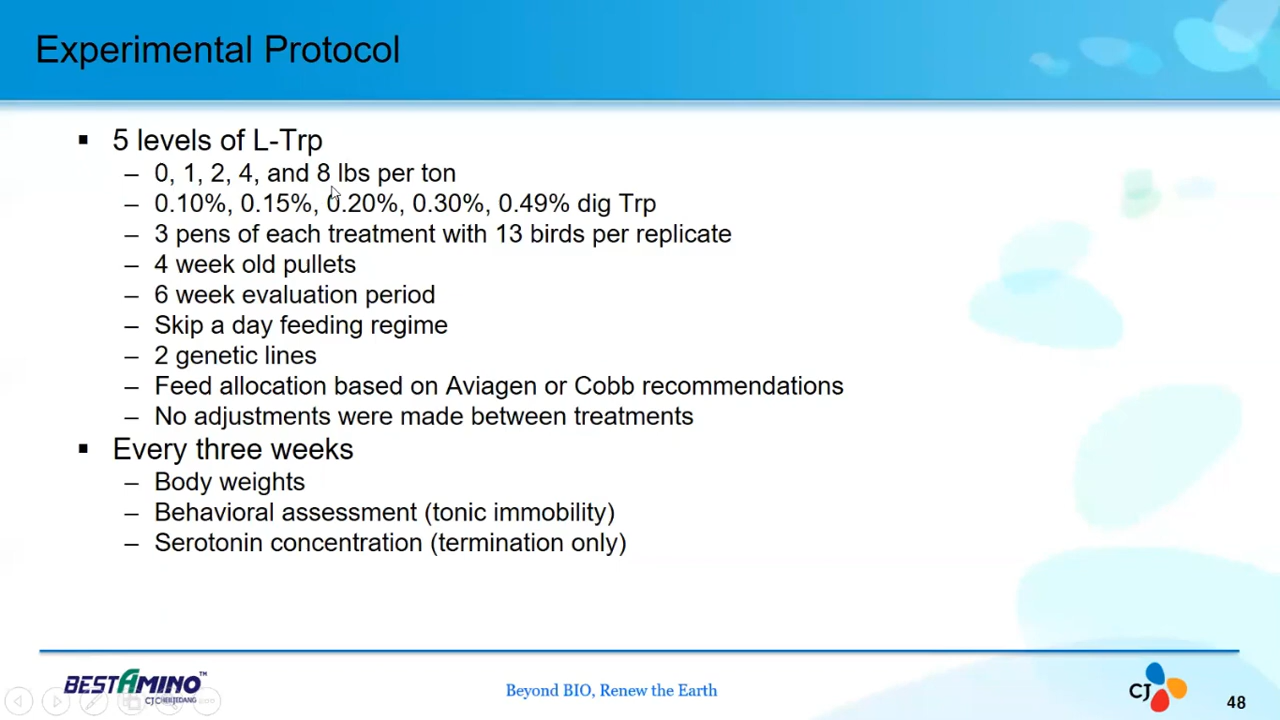 Experimental Protocol
▪ 5 levels of L-Trp
– 0, 1, 2, 4, and 8 lbs per ton
– 0.10%, 0.15%, 0.20%, 0.30%, 0.49% dig Trp
– 3 pens of each treatment with 13 birds per replicate
– 4 week old pullets
– 6 week evaluation period
– Skip a day feeding regime
– 2 genetic lines
– Feed allocation based on Aviagen or Cobb recommendations
– No adjustments were made between treatments
▪ Every three weeks
– Body weights
– Behavioral assessment (tonic immobility)
– Serotonin concentration (termination only)
BESTAMINO™
CJ CHEILJEDANG
Beyond BIO, Renew the Earth
CJ
48